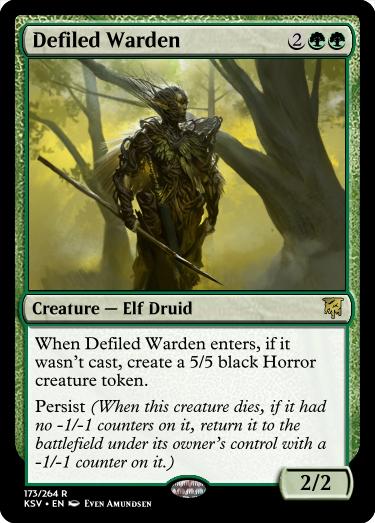 Defiled Warden 2
Creature — Elf Druid
When Defiled Warden enters, if it
wasn't cast, create a 5/5 black Horror
creature token.
Persist (When this creature dies, if it had
no -1/-1 counters on it, return it to the
battlefield under its owner's control with a
-1/-1 counter on it.)
2/2
173/264 R
KSV • EN Even Amundsen